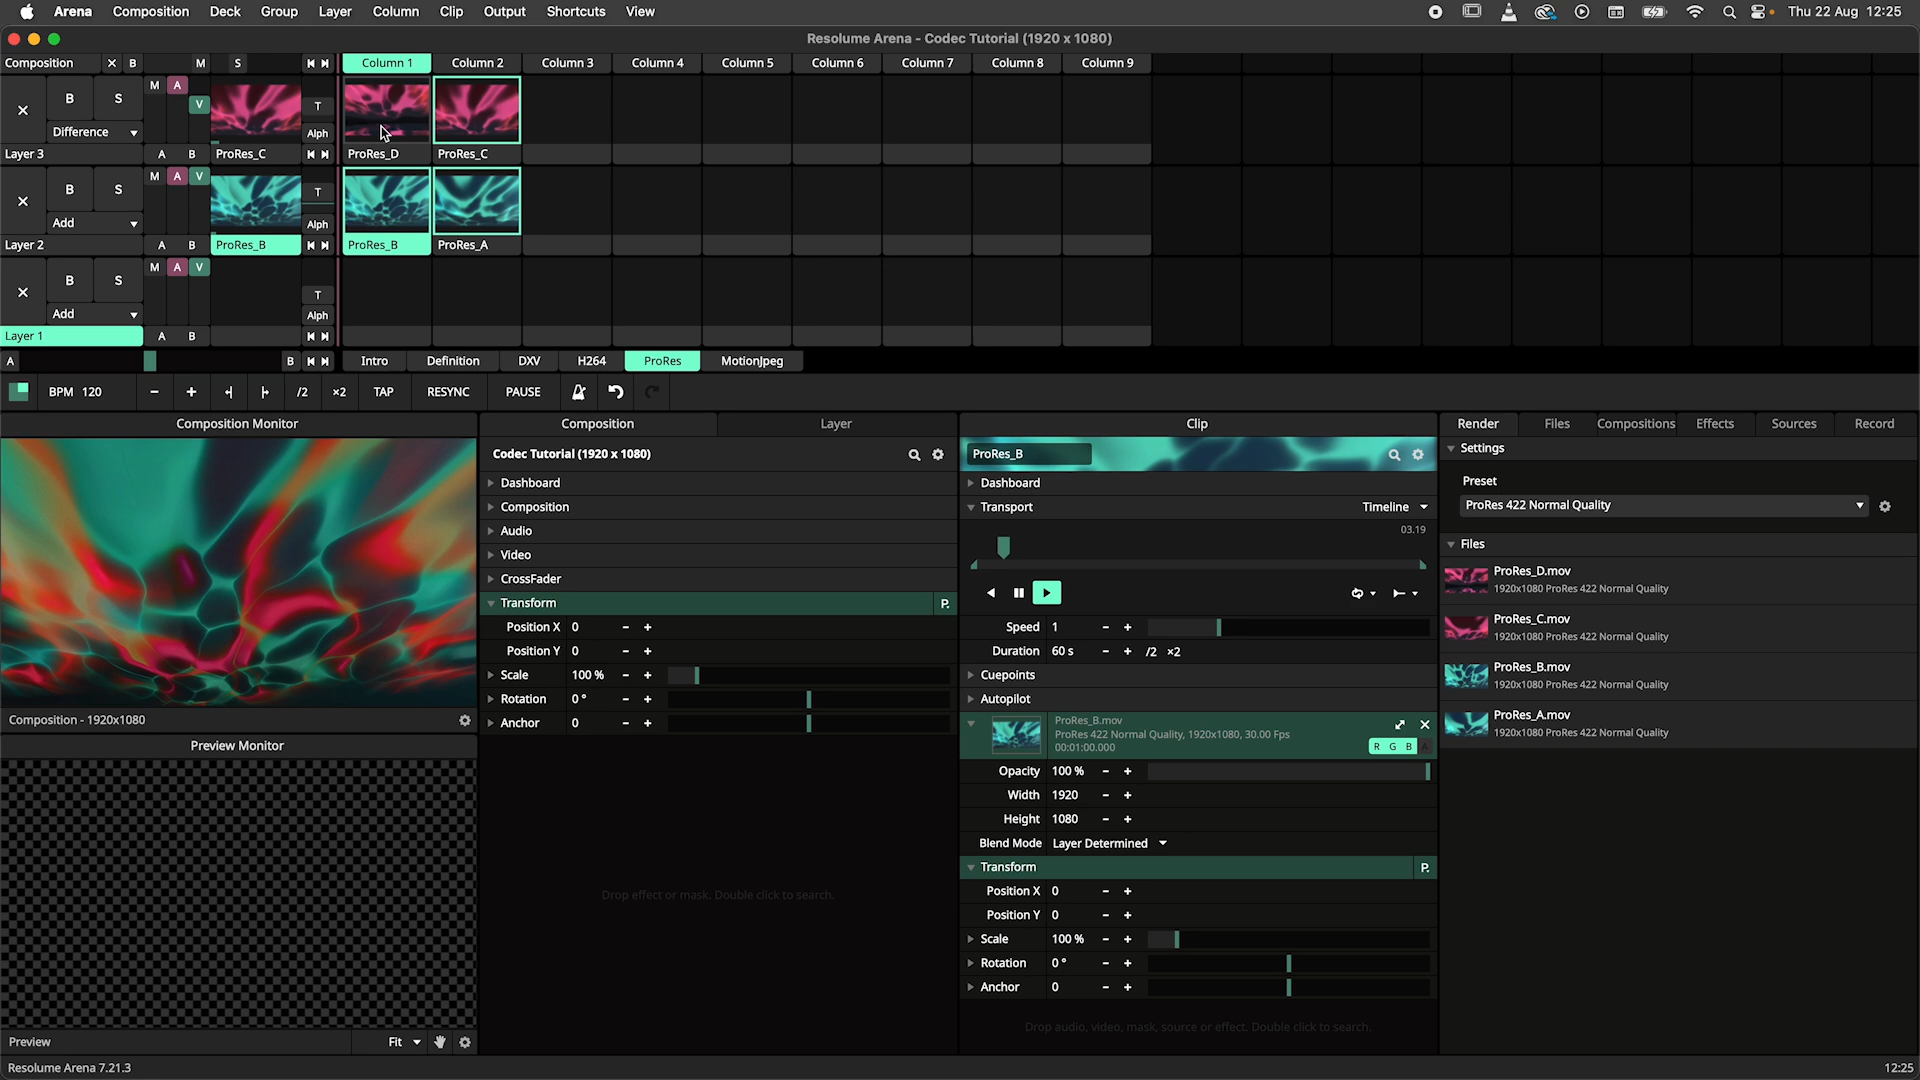 Arena Composition Deck Group Layer Column Clip Output Shortcuts View Thu 22 Aug 12:25
Resolume Arena - Codec Tutorial (1920 x 1080)
Composition B M S Column 1 Column 2 Column 3 Column 4 Column 5 Column 6 Column 7 Column 8 Column 9
B S M A V T
Difference Alph
Layer 3 A B ProRes_C ProRes_D ProRes_C
B S M A V T
Add Alph
Layer 2 A B ProRes_B ProRes_B ProRes_A
B S M A V T
Add Alph
Layer 1 A B
A B Intro Definition DXV H264 ProRes MotionJpeg
BPM 120 - + /2 ×2 TAP RESYNC PAUSE
Composition Monitor
Composition - 1920x1080
Preview Monitor
Preview Fit
Composition Layer
Codec Tutorial (1920 x 1080)
Dashboard
Composition
Audio
Video
CrossFader
Transform P.
Position X 0 - +
Position Y 0 - +
Scale 100 % - +
Rotation 0 ° - +
Anchor 0 - +
Drop effect or mask. Double click to search.
Clip
ProRes_B
Dashboard
Transport Timeline
03.19
Speed 1 - +
Duration 60 s - + /2 ×2
Cuepoints
Autopilot
ProRes_B.mov
ProRes 422 Normal Quality, 1920x1080, 30.00 Fps
00:01:00.000 R G B A
Opacity 100 % - +
Width 1920 - +
Height 1080 - +
Blend Mode Layer Determined
Transform P.
Position X 0 - +
Position Y 0 - +
Scale 100 % - +
Rotation 0 ° - +
Anchor 0 - +
Drop audio, video, mask, source or effect. Double click to search.
Render Files Compositions Effects Sources Record
Settings
Preset
ProRes 422 Normal Quality
Files
ProRes_D.mov
1920x1080 ProRes 422 Normal Quality
ProRes_C.mov
1920x1080 ProRes 422 Normal Quality
ProRes_B.mov
1920x1080 ProRes 422 Normal Quality
ProRes_A.mov
1920x1080 ProRes 422 Normal Quality
Resolume Arena 7.21.3 12:25